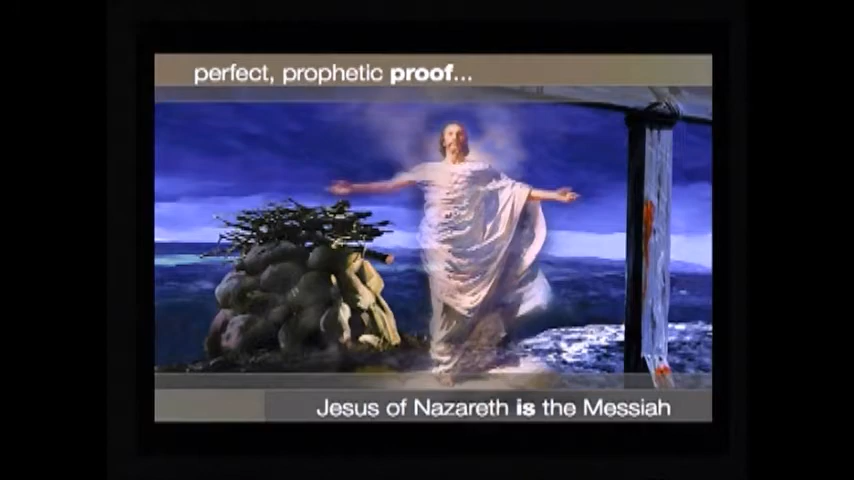 perfect, prophetic proof...
Jesus of Nazareth is the Messiah